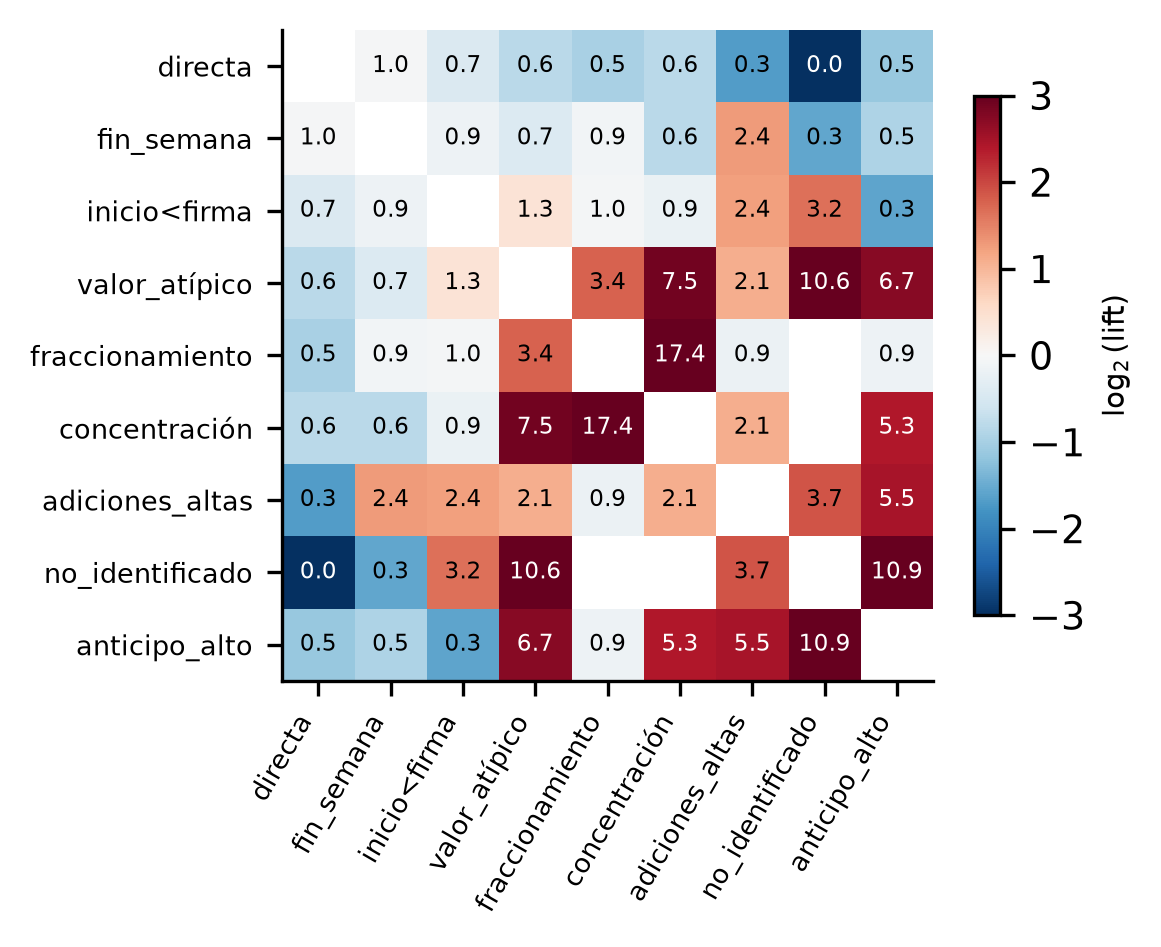 directa 1.0 0.7 0.6 0.5 0.6 0.3 0.0 0.5
fin_semana 1.0 0.9 0.7 0.9 0.6 2.4 0.3 0.5
inicio<firma 0.7 0.9 1.3 1.0 0.9 2.4 3.2 0.3
valor_atípico 0.6 0.7 1.3 3.4 7.5 2.1 10.6 6.7
fraccionamiento 0.5 0.9 1.0 3.4 17.4 0.9 0.9
concentración 0.6 0.6 0.9 7.5 17.4 2.1 5.3
adiciones_altas 0.3 2.4 2.4 2.1 0.9 2.1 3.7 5.5
no_identificado 0.0 0.3 3.2 10.6 3.7 10.9
anticipo_alto 0.5 0.5 0.3 6.7 0.9 5.3 5.5 10.9
directa
fin_semana
inicio<firma
valor_atípico
fraccionamiento
concentración
adiciones_altas
no_identificado
anticipo_alto
3
2
1
0
−1
−2
−3
log₂ (lift)